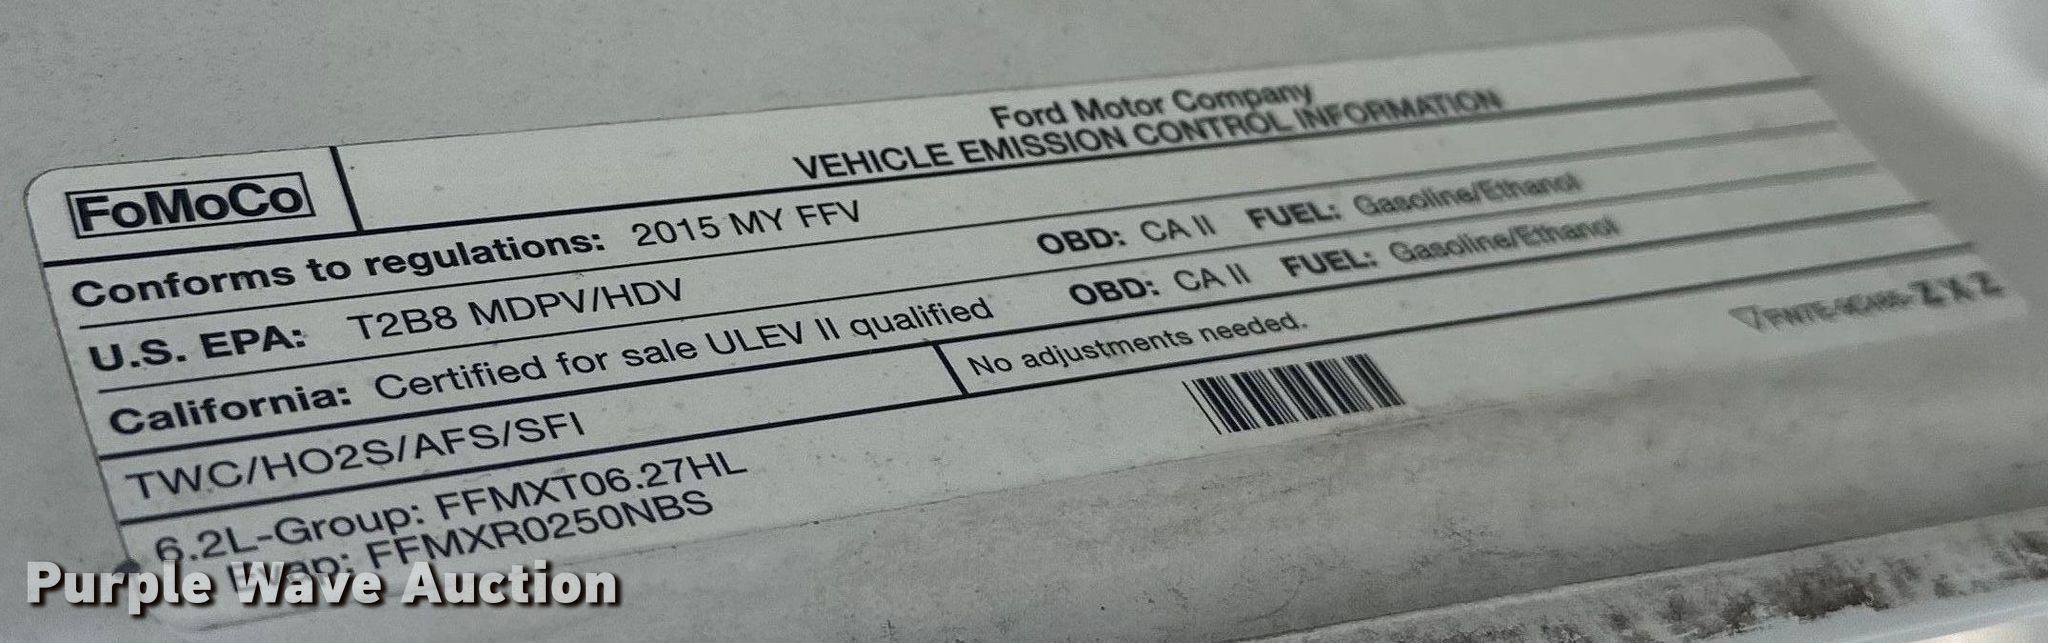 Ford Motor Company
FoMoCo VEHICLE EMISSION CONTROL INFORMATION
Conforms to regulations: 2015 MY FFV
U.S. EPA: T2B8 MDPV/HDV OBD: CA II FUEL: Gasoline/Ethanol
California: Certified for sale ULEV II qualified OBD: CA II FUEL: Gasoline/Ethanol
TWC/HO2S/AFS/SFI No adjustments needed.
6.2L-Group: FFMXT06.27HL
Evap: FFMXR0250NBS
Purple Wave Auction